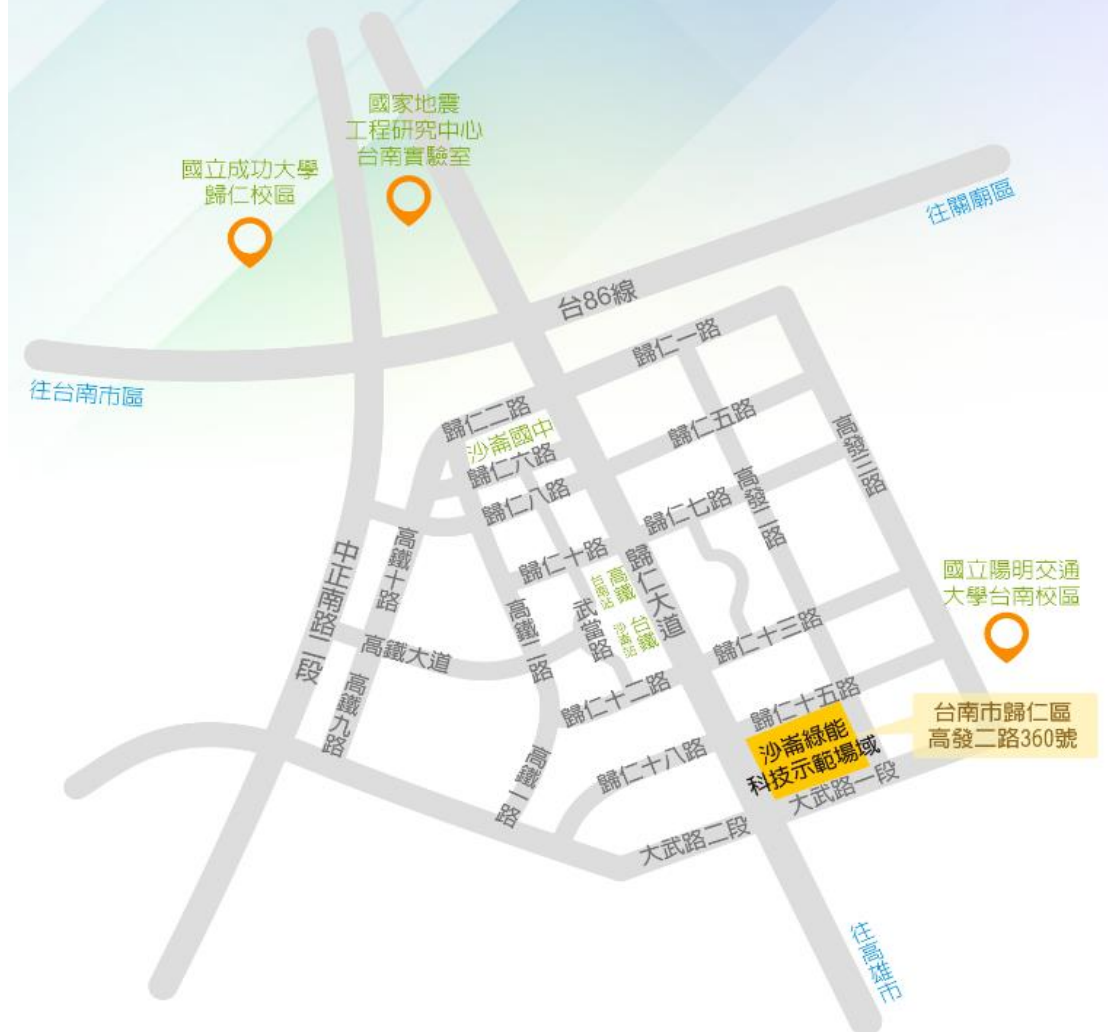 國家地震
工程研究中心
台南實驗室
國立成功大學
歸仁校區
往關廟區
台86線
往台南市區
歸仁一路
歸仁二路
沙崙國中
歸仁六路
歸仁五路
高發三路
歸仁八路
歸仁七路
高發二路
高鐵十路
中正南路二段
歸仁十路
歸仁大道
高鐵
台南站
台鐵
沙崙站
武當路
高鐵二路
高鐵大道
歸仁十三路
國立陽明交通
大學台南校區
歸仁十二路
高鐵九路
歸仁十五路
台南市歸仁區
高發二路360號
沙崙綠能
科技示範場域
歸仁十八路
高鐵一路
大武路一段
大武路二段
往高雄市